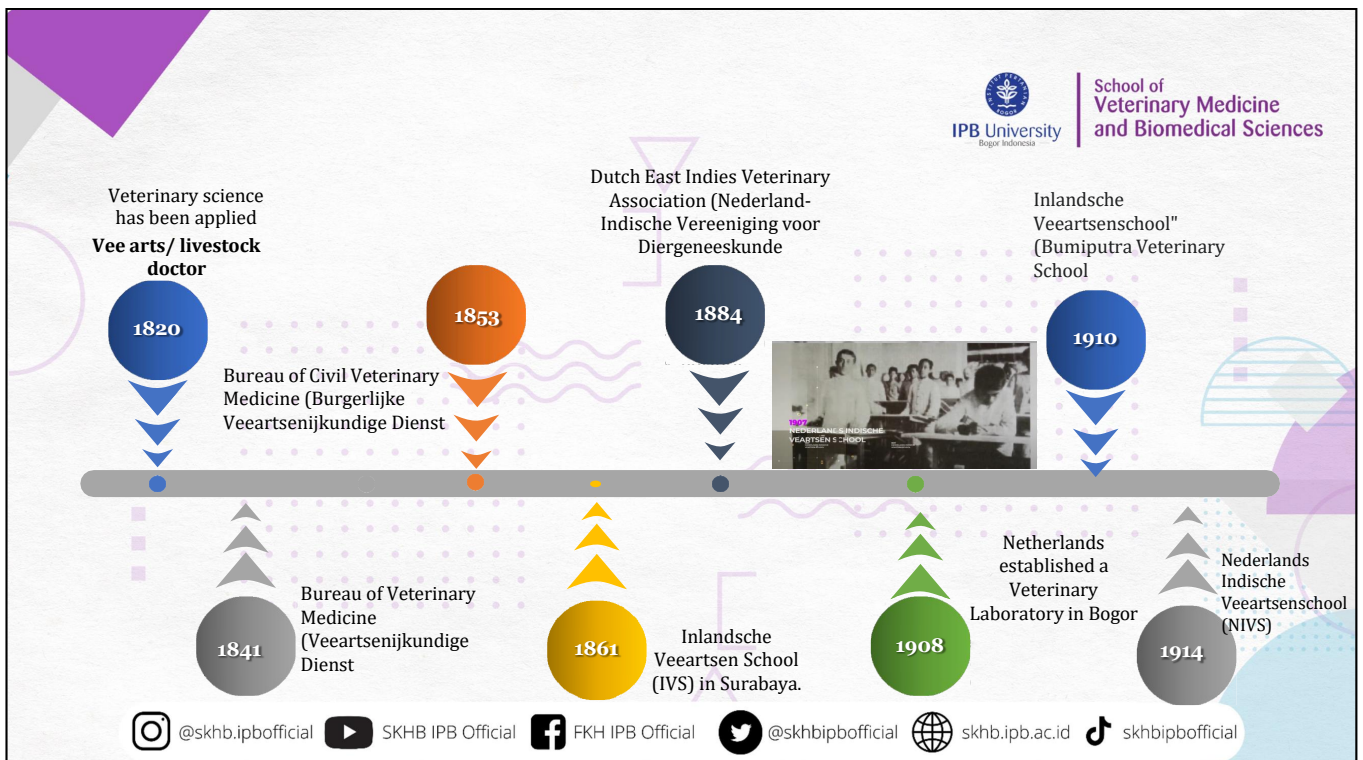 INSTITUT PERTANIAN BOGOR
IPB University
Bogor Indonesia
School of
Veterinary Medicine
and Biomedical Sciences
Veterinary science
has been applied
Vee arts/ livestock
doctor
1820
Bureau of Civil Veterinary
Medicine (Burgerlijke
Veeartsenijkundige Dienst
1853
Dutch East Indies Veterinary
Association (Nederland-
Indische Vereeniging voor
Diergeneeskunde
1884
1907
NEDERLANDS INDISCHE
VEARTSEN SCHOOL
Inlandsche
Veeartsenschool"
(Bumiputra Veterinary
School
1910
1841
Bureau of Veterinary
Medicine
(Veeartsenijkundige
Dienst
1861
Inlandsche
Veeartsen School
(IVS) in Surabaya.
1908
Netherlands
established a
Veterinary
Laboratory in Bogor
1914
Nederlands
Indische
Veeartsenschool
(NIVS)
@skhb.ipbofficial
SKHB IPB Official
FKH IPB Official
@skhbipbofficial
skhb.ipb.ac.id
skhbipbofficial